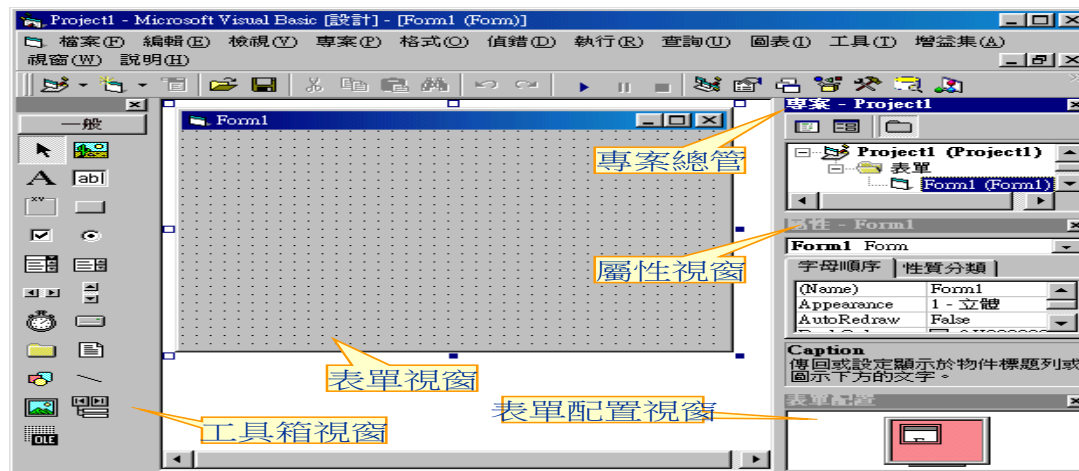 Project1 - Microsoft Visual Basic [設計] - [Form1 (Form)]
檔案(F) 編輯(E) 檢視(V) 專案(P) 格式(O) 偵錯(D) 執行(R) 查詢(U) 圖表(I) 工具(T) 增益集(A)
視窗(W) 說明(H)
一般
A
ab
xv
OLE
Form1
表單視窗
工具箱視窗
專案總管
屬性視窗
表單配置視窗
專案 - Project1
Project1 (Project1)
表單
Form1 (Form1)
屬性 - Form1
Form1 Form
字母順序 性質分類
(Name) Form1
Appearance 1 - 立體
AutoRedraw False
Caption
傳回或設定顯示於物件標題列或
圖示下方的文字。
表單配置